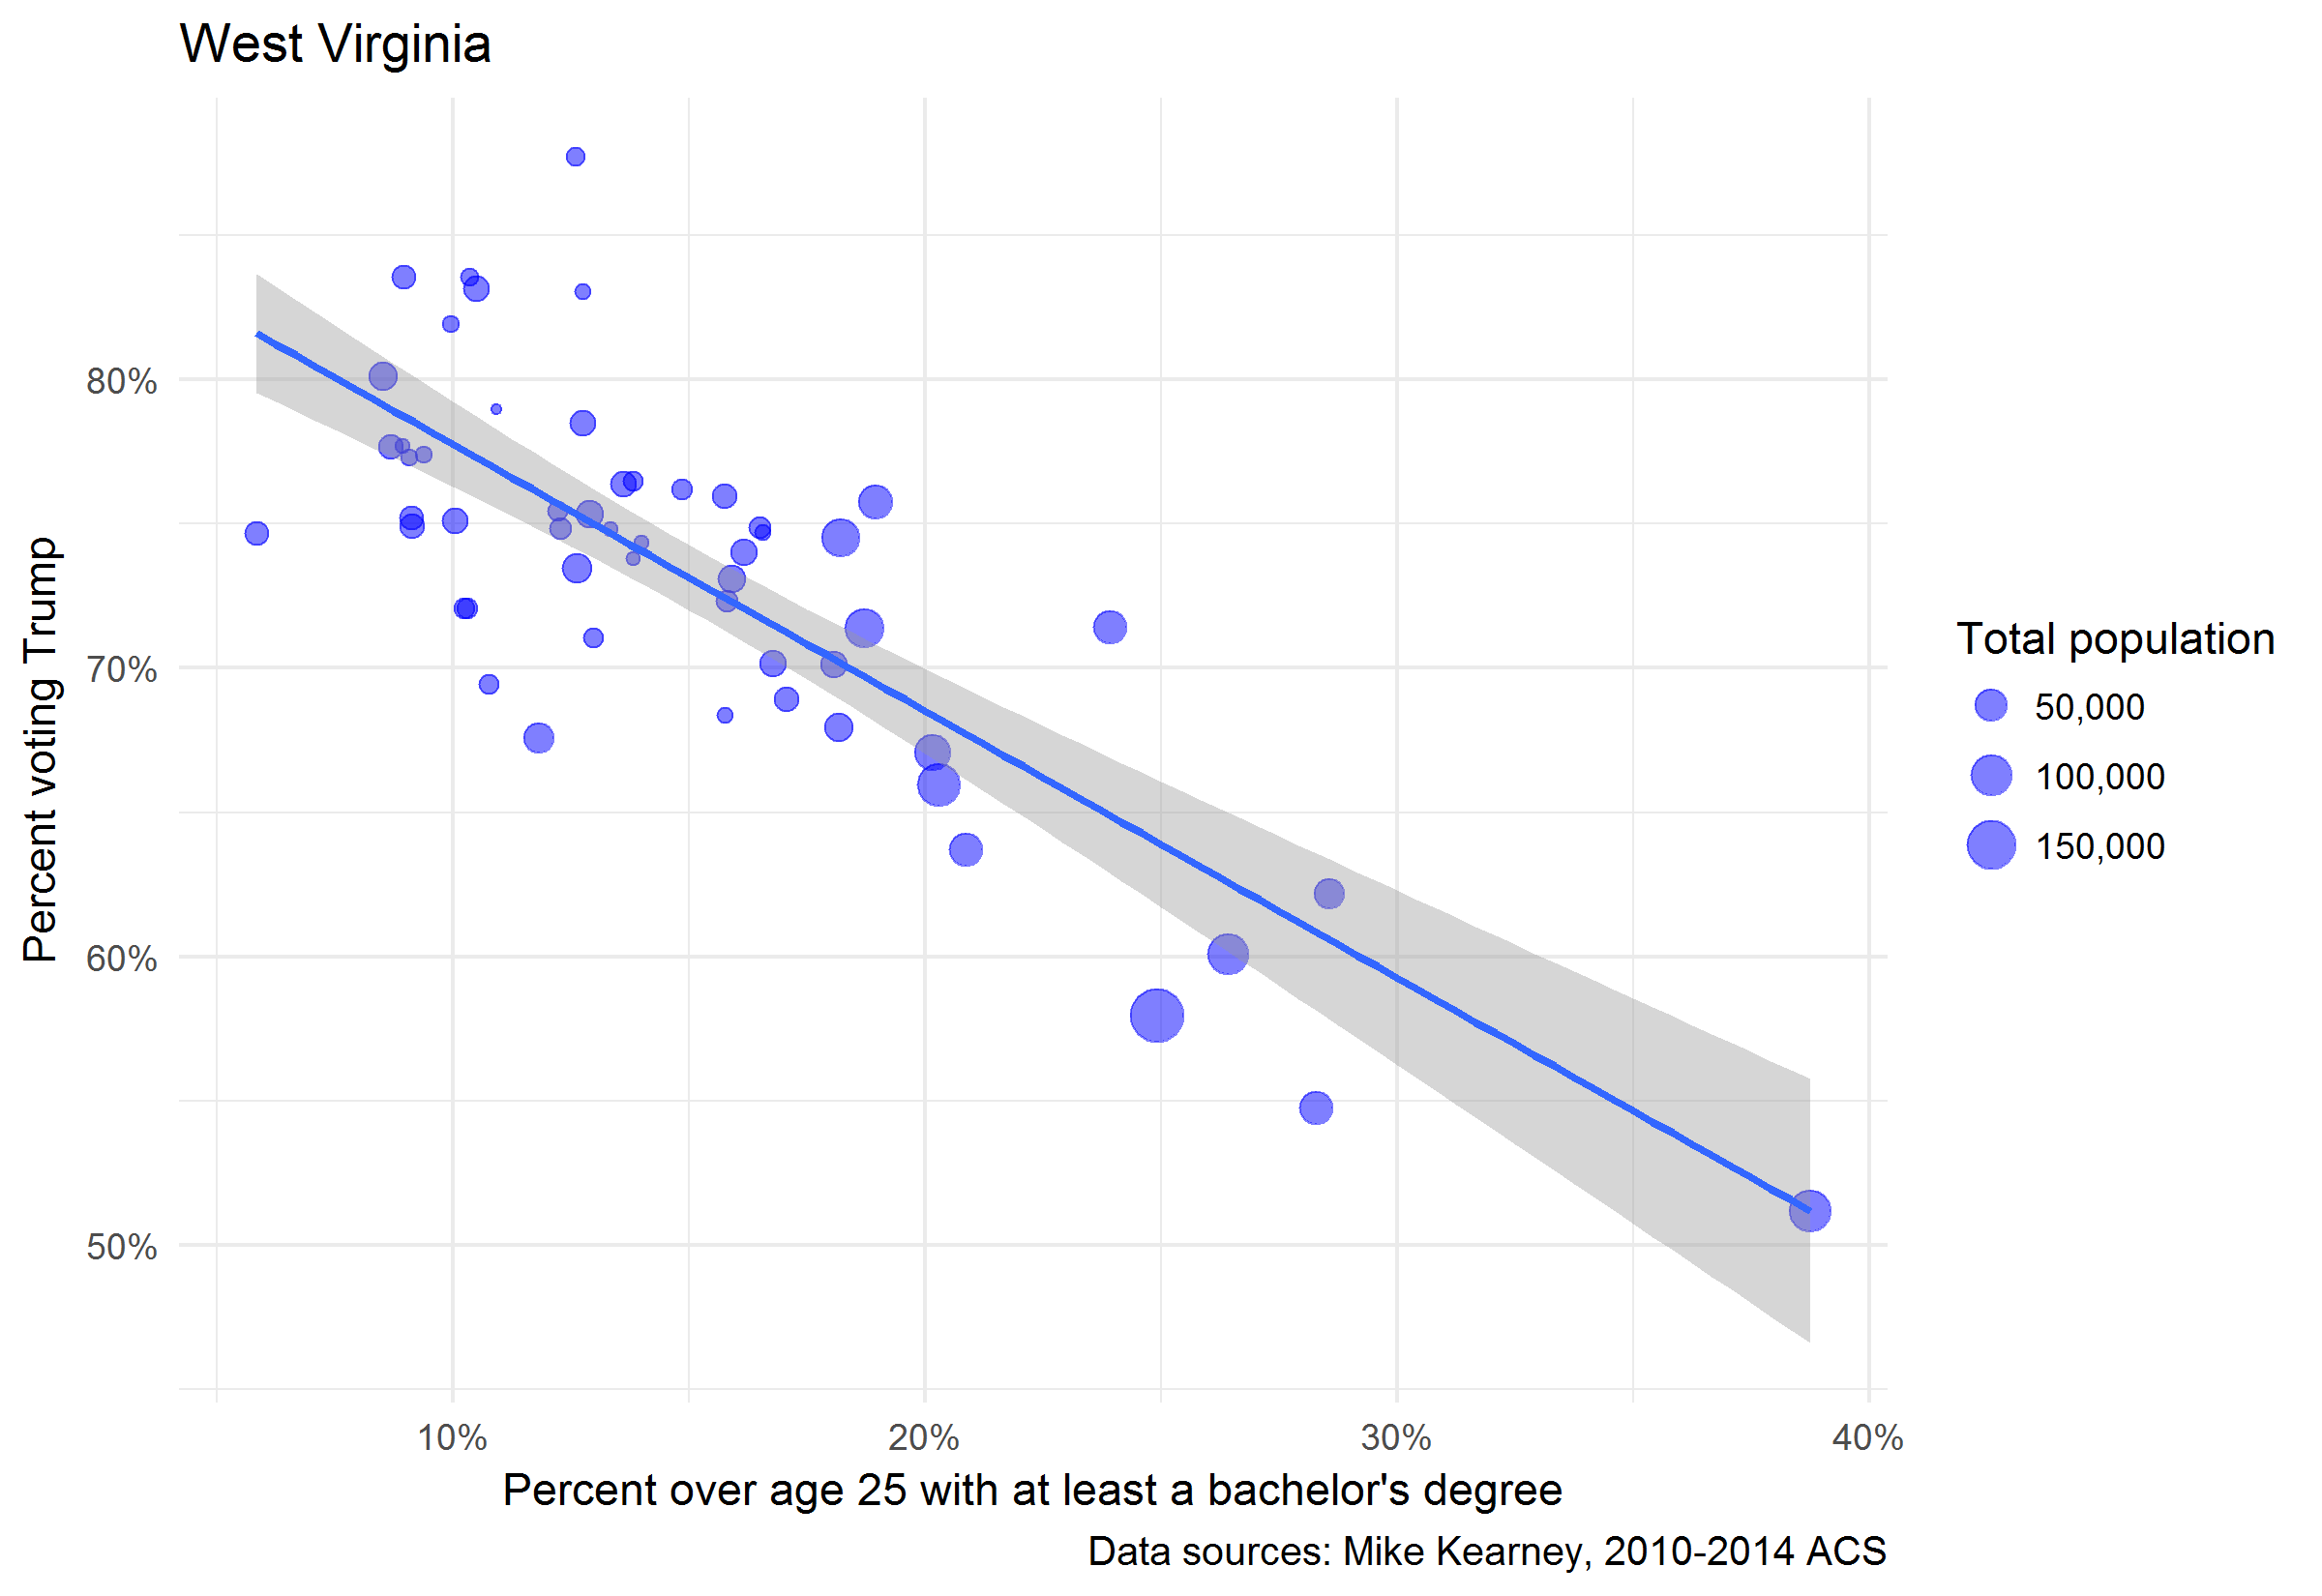 West Virginia
Percent voting Trump
80%
70%
60%
50%
10%
20%
30%
40%
Percent over age 25 with at least a bachelor's degree
Data sources: Mike Kearney, 2010-2014 ACS
Total population
50,000
100,000
150,000